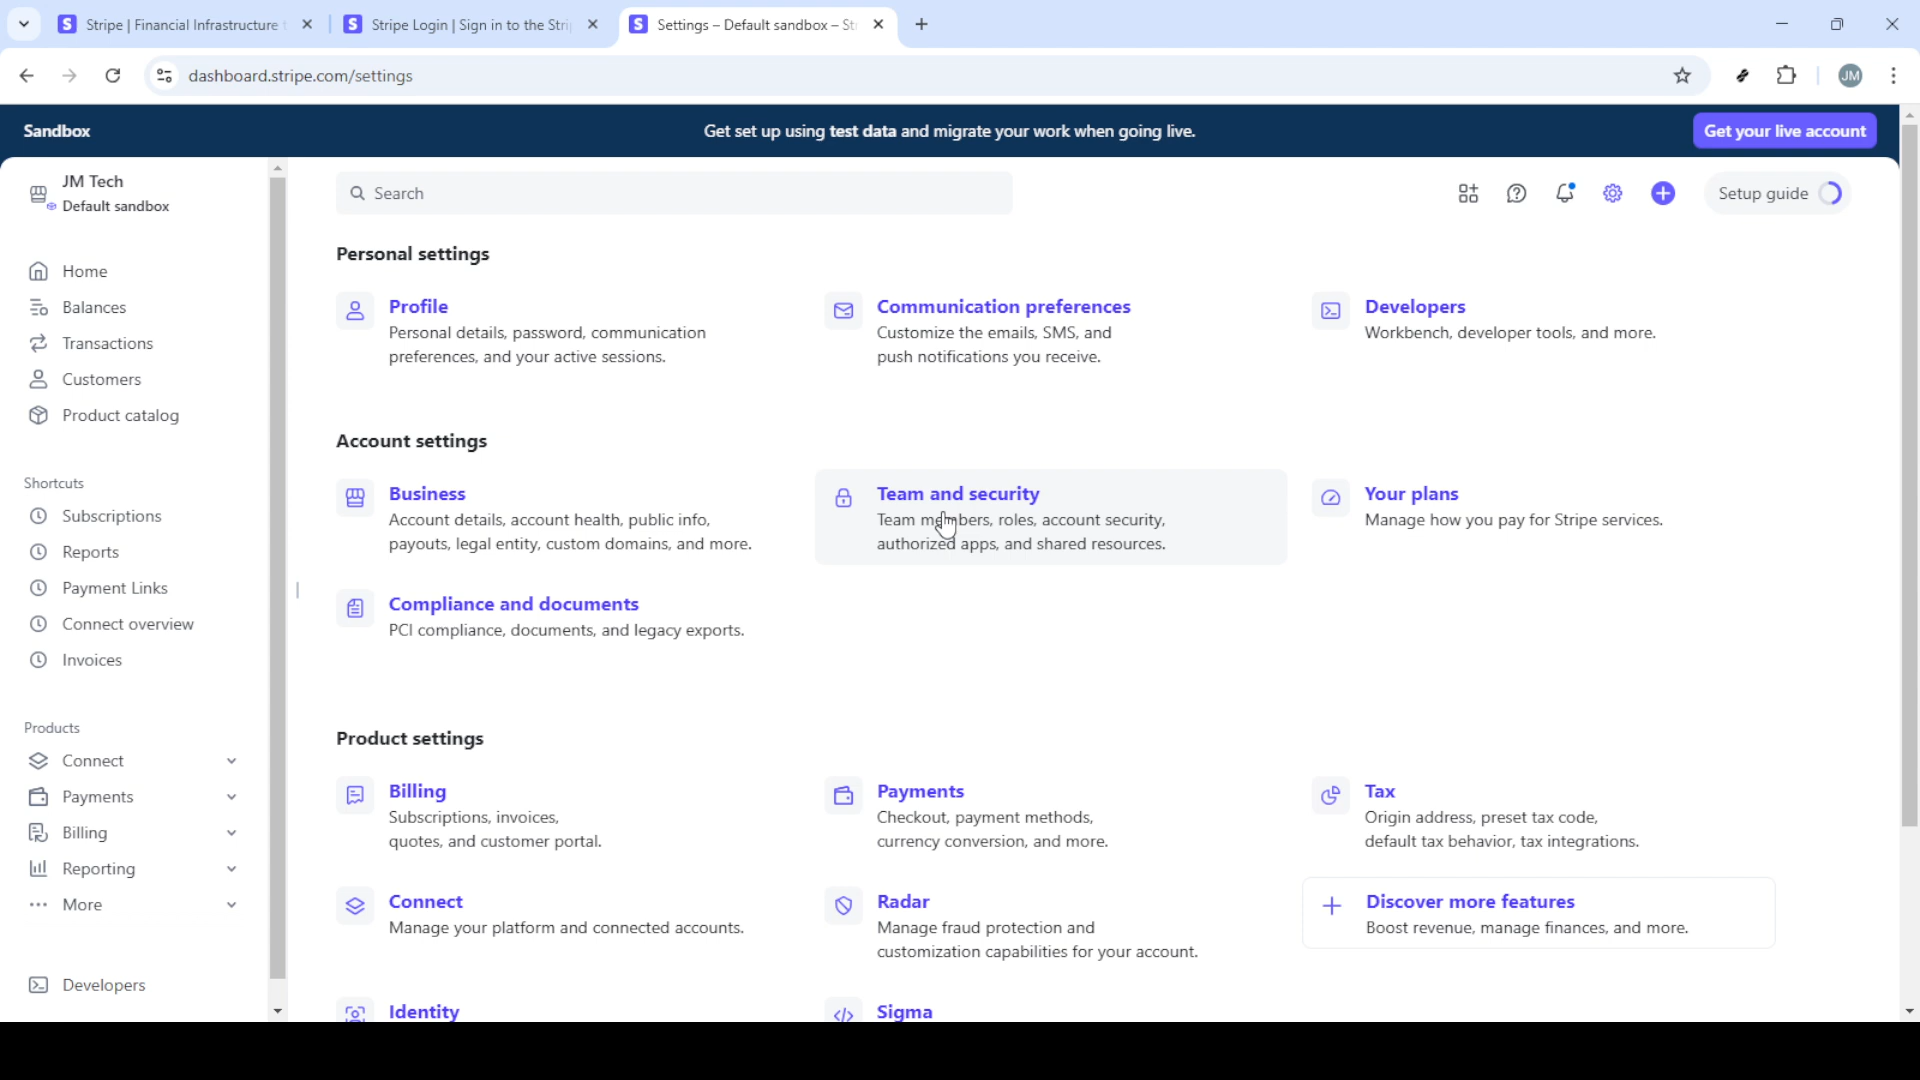 Stripe | Financial Infrastructure t
Stripe Login | Sign in to the Stri
Settings – Default sandbox – St
dashboard.stripe.com/settings
JM
Sandbox
Get set up using test data and migrate your work when going live.
Get your live account
JM Tech
Default sandbox
Search
Setup guide
Home
Balances
Transactions
Customers
Product catalog
Shortcuts
Subscriptions
Reports
Payment Links
Connect overview
Invoices
Products
Connect
Payments
Billing
Reporting
More
Developers
Personal settings
Profile
Personal details, password, communication
preferences, and your active sessions.
Communication preferences
Customize the emails, SMS, and
push notifications you receive.
Developers
Workbench, developer tools, and more.
Account settings
Business
Account details, account health, public info,
payouts, legal entity, custom domains, and more.
Team and security
Team members, roles, account security,
authorized apps, and shared resources.
Your plans
Manage how you pay for Stripe services.
Compliance and documents
PCI compliance, documents, and legacy exports.
Product settings
Billing
Subscriptions, invoices,
quotes, and customer portal.
Payments
Checkout, payment methods,
currency conversion, and more.
Tax
Origin address, preset tax code,
default tax behavior, tax integrations.
Connect
Manage your platform and connected accounts.
Radar
Manage fraud protection and
customization capabilities for your account.
Discover more features
Boost revenue, manage finances, and more.
Identity
Sigma